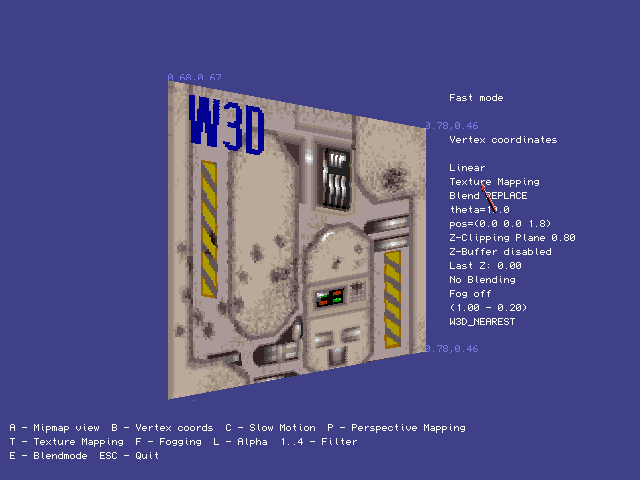 0.68,0.67
W3D
Fast mode
0.78,0.46
Vertex coordinates
Linear
Texture Mapping
Blend REPLACE
pos=(0.0 0.0 1.8)
Z-Clipping Plane 0.80
Z-Buffer disabled
Last Z: 0.00
No Blending
Fog off
(1.00 - 0.20)
W3D_NEAREST
0.78,0.46
A - Mipmap view B - Vertex coords C - Slow Motion P - Perspective Mapping
T - Texture Mapping F - Fogging L - Alpha 1..4 - Filter
E - Blendmode ESC - Quit